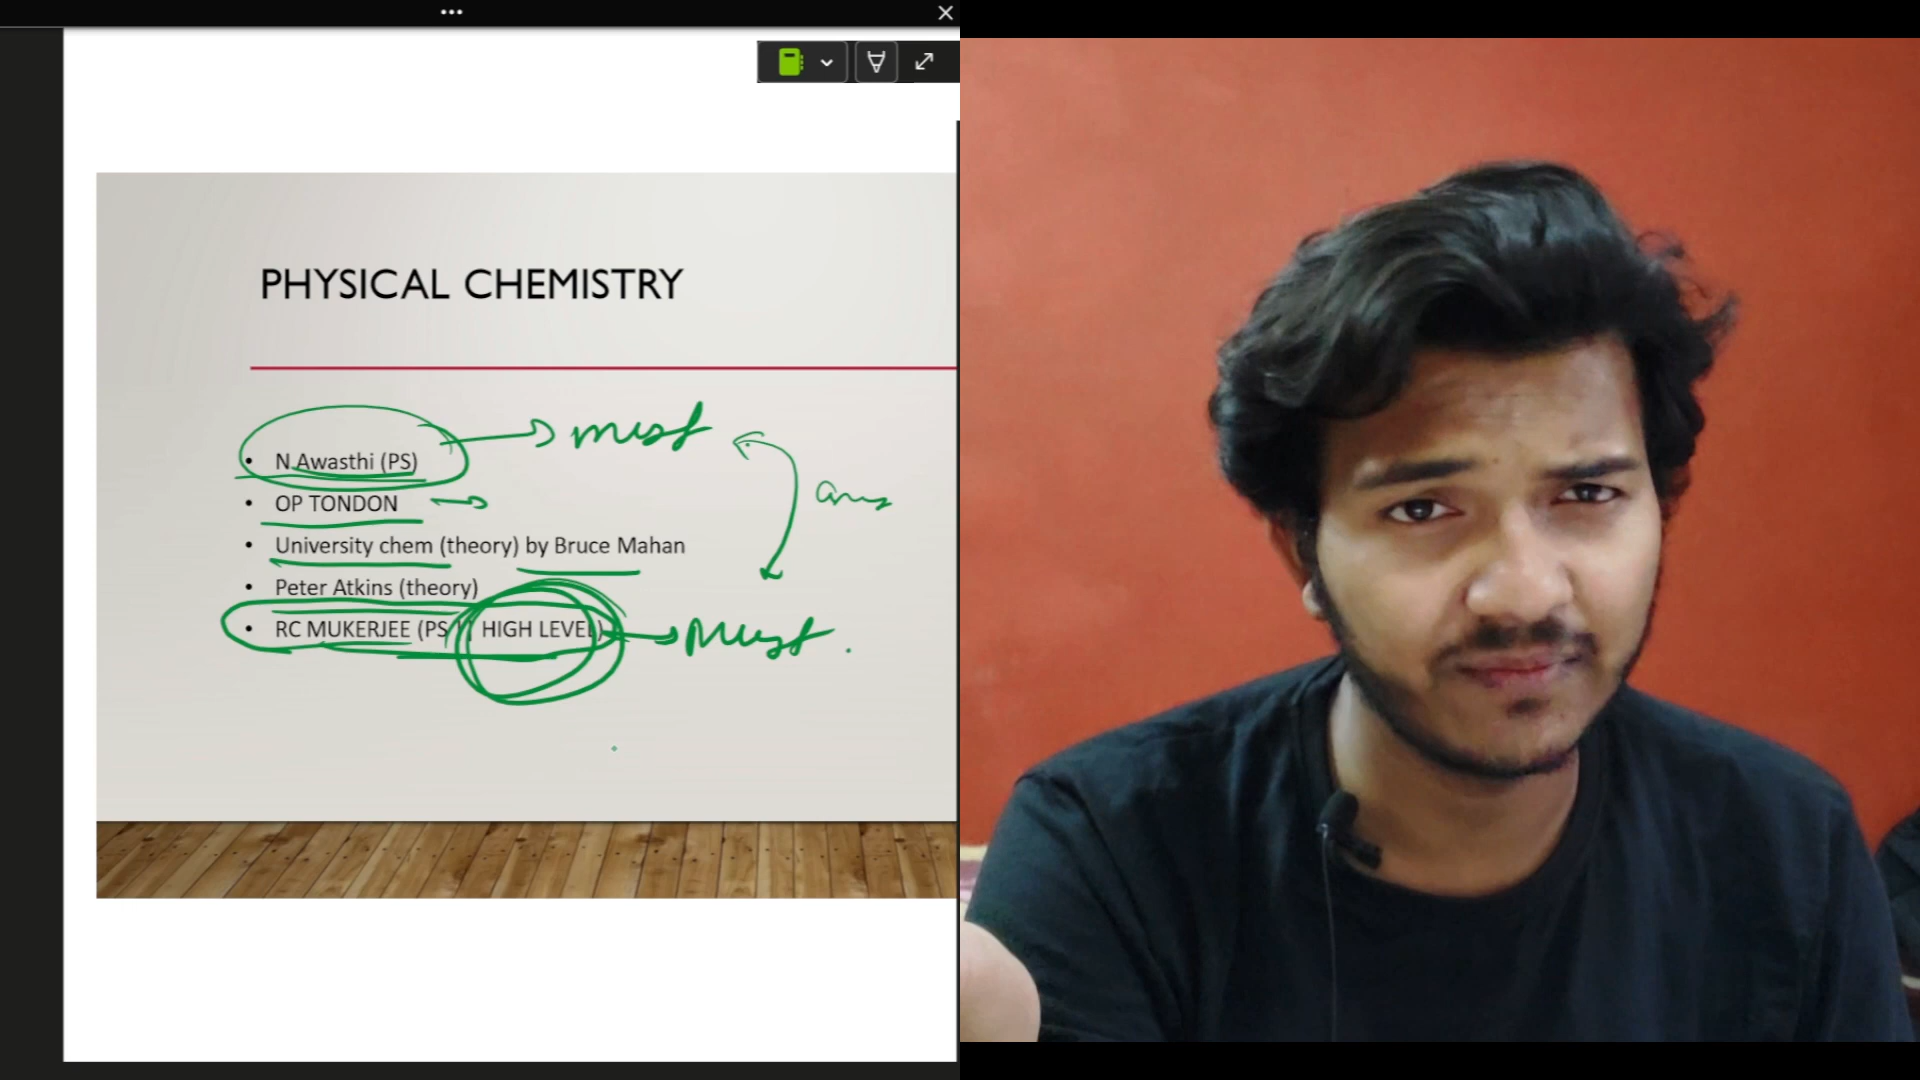 PHYSICAL CHEMISTRY
must
• N.Awasthi (PS)
• OP TONDON
• University chem (theory) by Bruce Mahan
• Peter Atkins (theory)
• RC MUKERJEE (PS HIGH LEVEL)
Must.